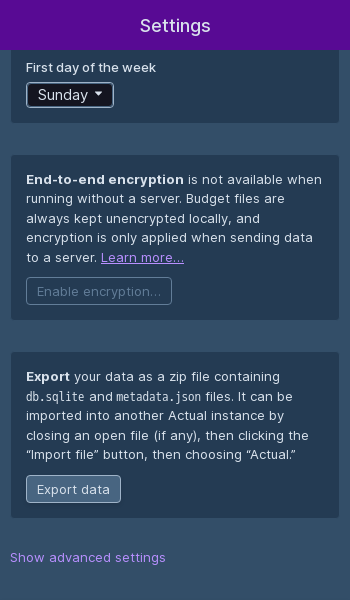 Settings
First day of the week
Sunday
End-to-end encryption is not available when
running without a server. Budget files are
always kept unencrypted locally, and
encryption is only applied when sending data
to a server. Learn more…
Enable encryption…
Export your data as a zip file containing
db.sqlite and metadata.json files. It can be
imported into another Actual instance by
closing an open file (if any), then clicking the
“Import file” button, then choosing “Actual.”
Export data
Show advanced settings